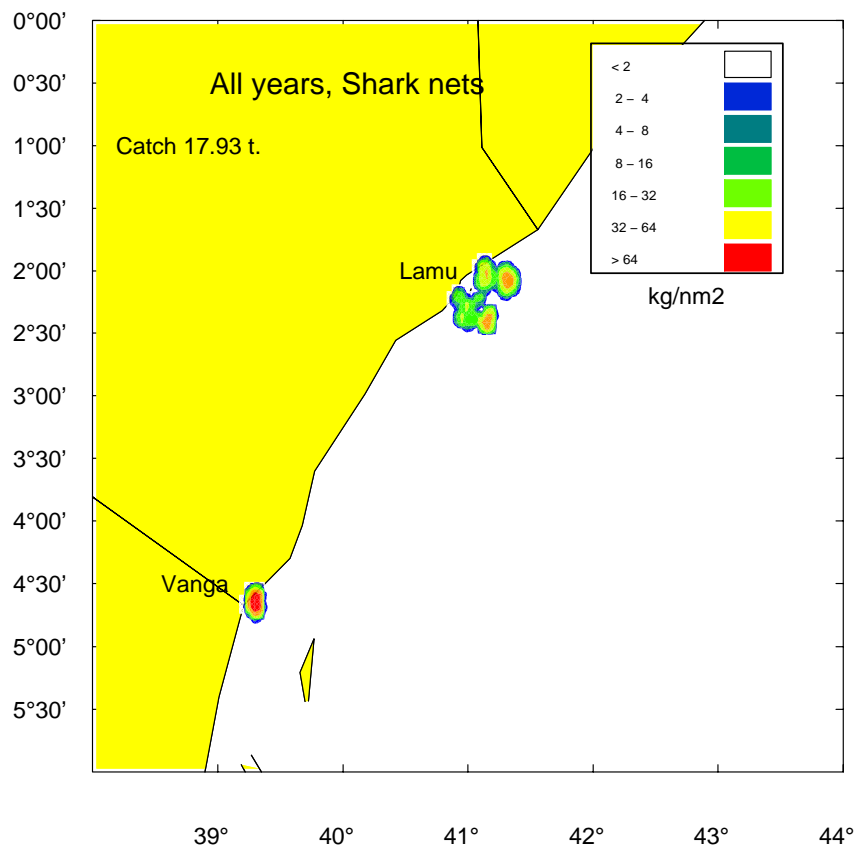 0°00’
0°30’
1°00’
1°30’
2°00’
2°30’
3°00’
3°30’
4°00’
4°30’
5°00’
5°30’
All years, Shark nets
Catch 17.93 t.
Lamu
Vanga
< 2
2 – 4
4 – 8
8 – 16
16 – 32
32 – 64
> 64
kg/nm2
39° 40° 41° 42° 43° 44°